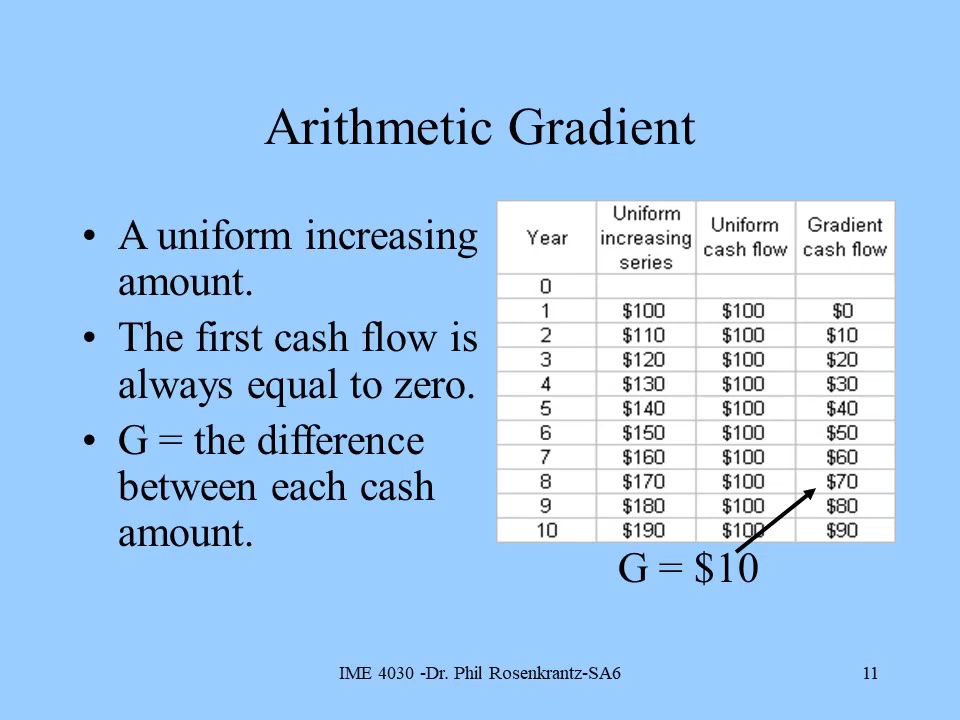 Arithmetic Gradient
• A uniform increasing
amount.
• The first cash flow is
always equal to zero.
• G = the difference
between each cash
amount.
Year Uniform increasing series Uniform cash flow Gradient cash flow
0
1 $100 $100 $0
2 $110 $100 $10
3 $120 $100 $20
4 $130 $100 $30
5 $140 $100 $40
6 $150 $100 $50
7 $160 $100 $60
8 $170 $100 $70
9 $180 $100 $80
10 $190 $100 $90
G = $10
IME 4030 -Dr. Phil Rosenkrantz-SA6 11